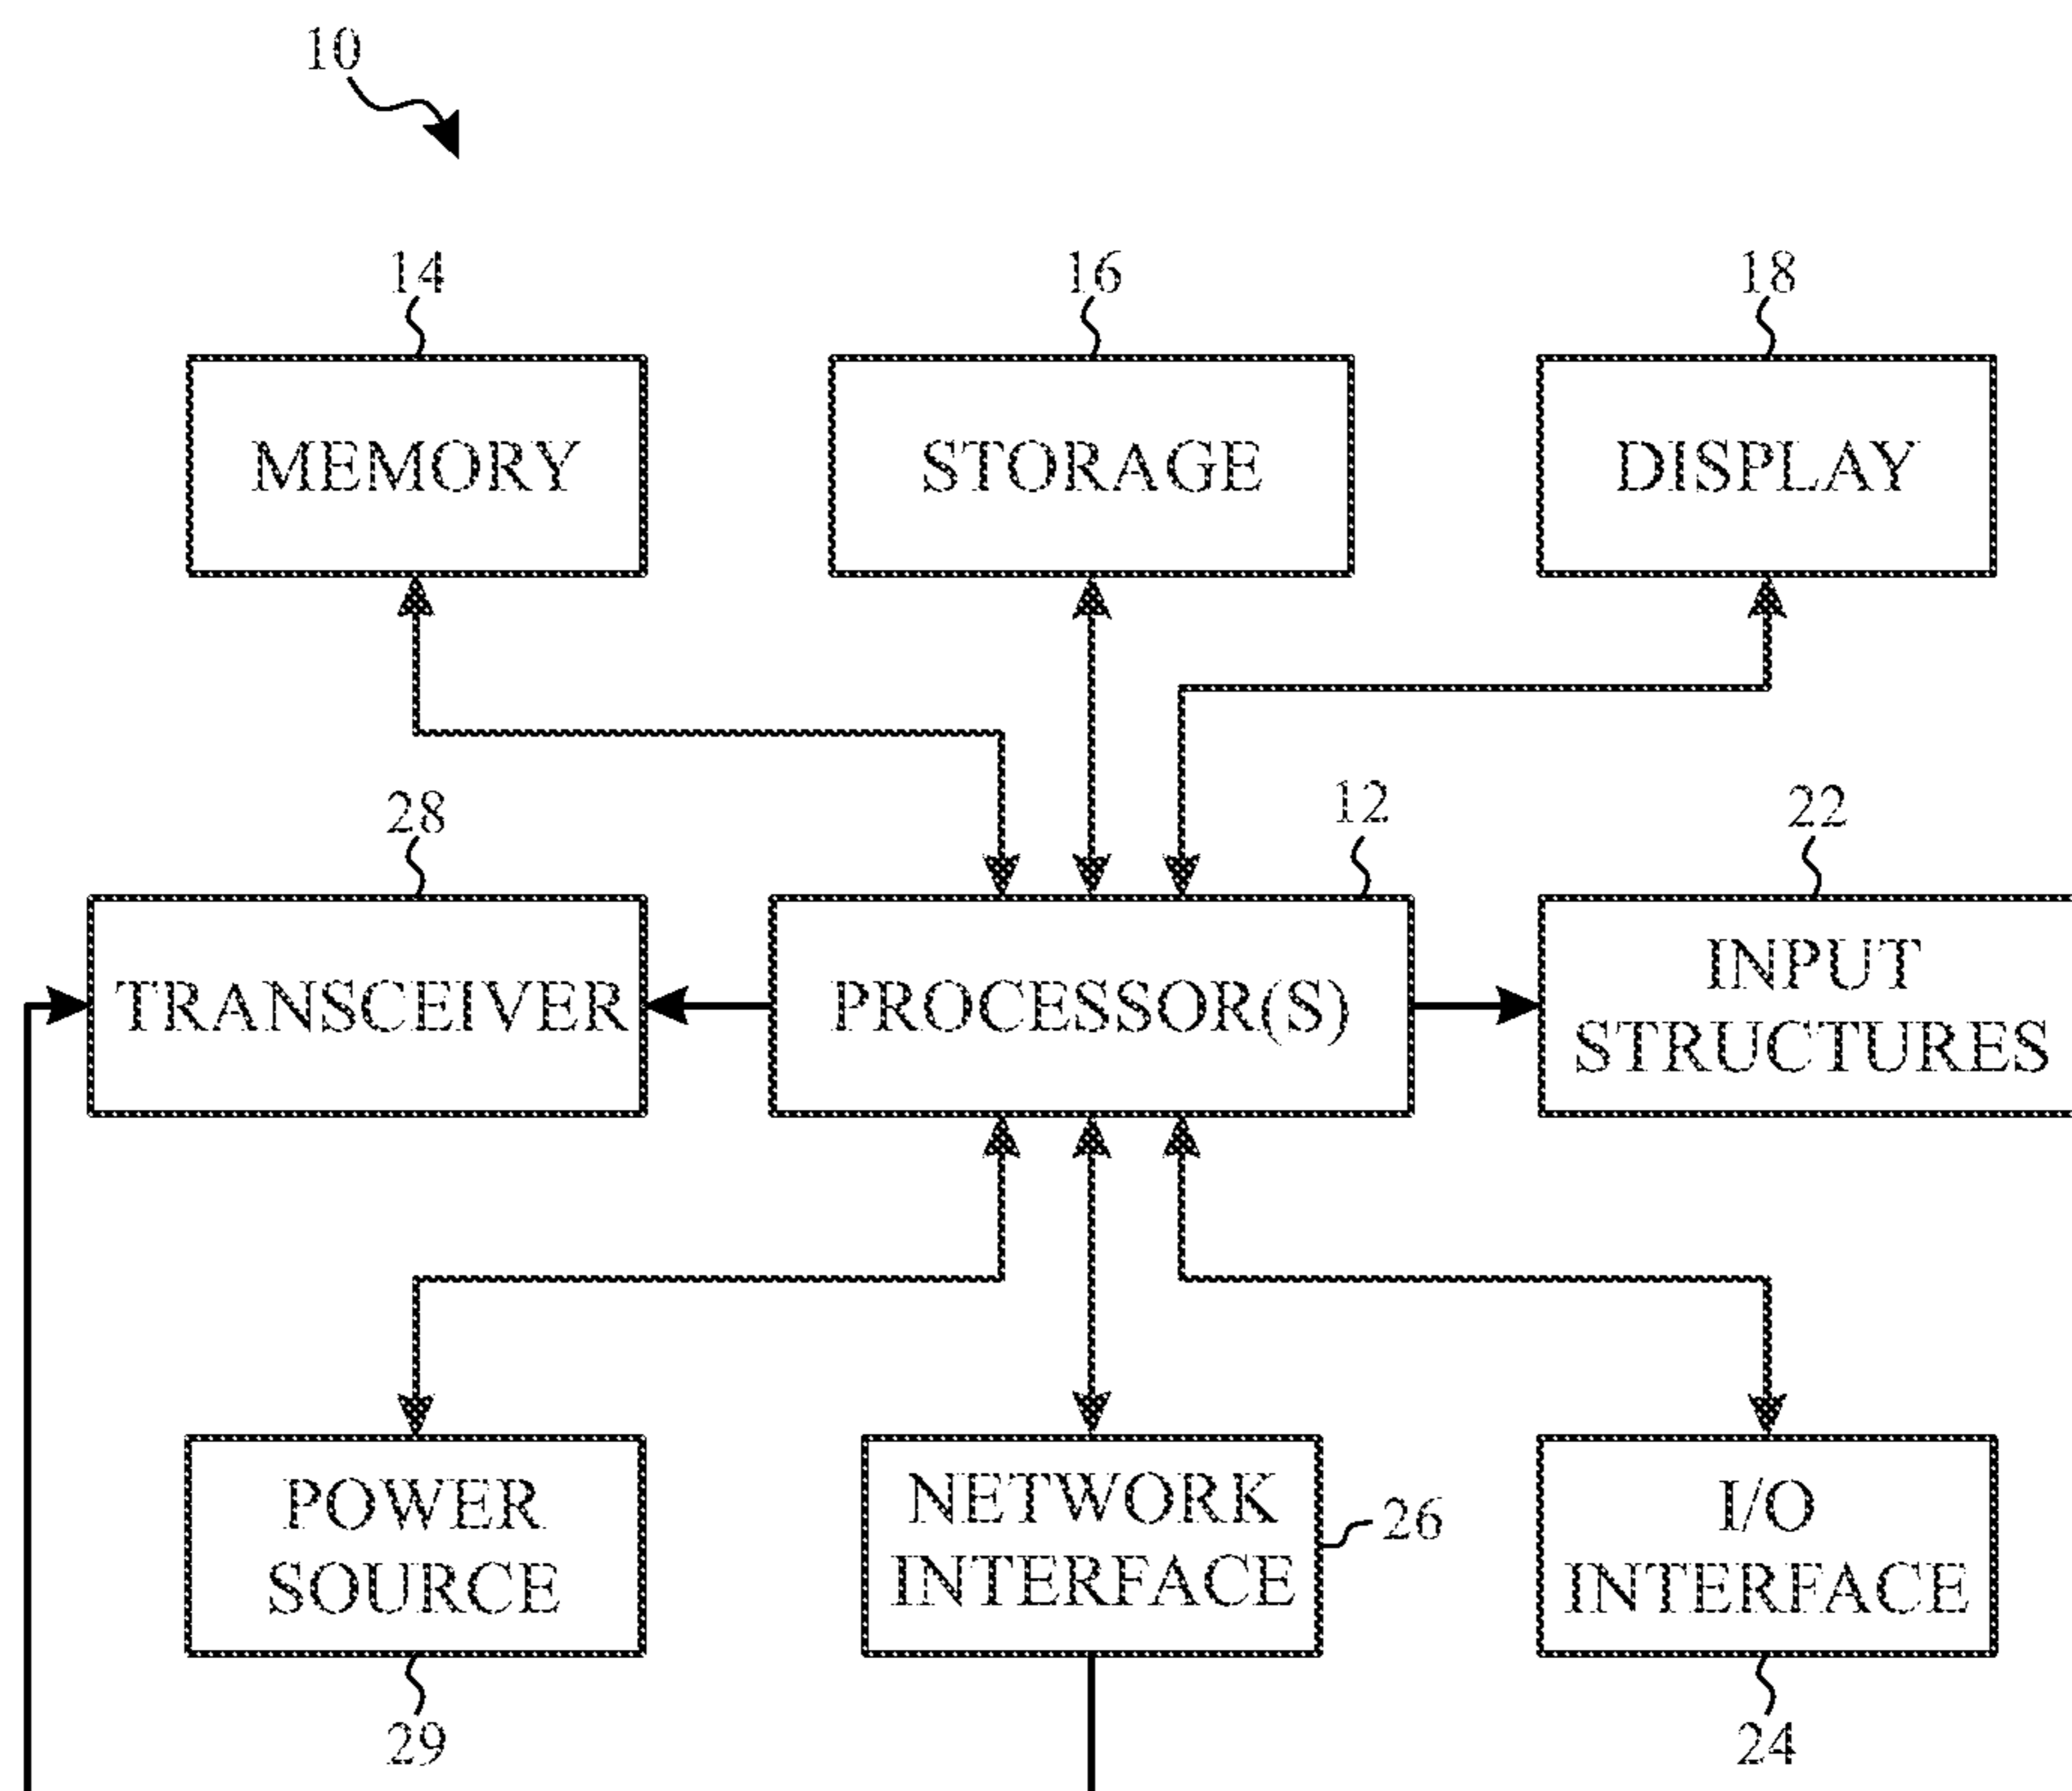 10
14
16
18
MEMORY
STORAGE
DISPLAY
28
12
22
TRANSCEIVER
PROCESSOR(S)
INPUT
STRUCTURES
POWER
SOURCE
NETWORK
INTERFACE
26
I/O
INTERFACE
29
24